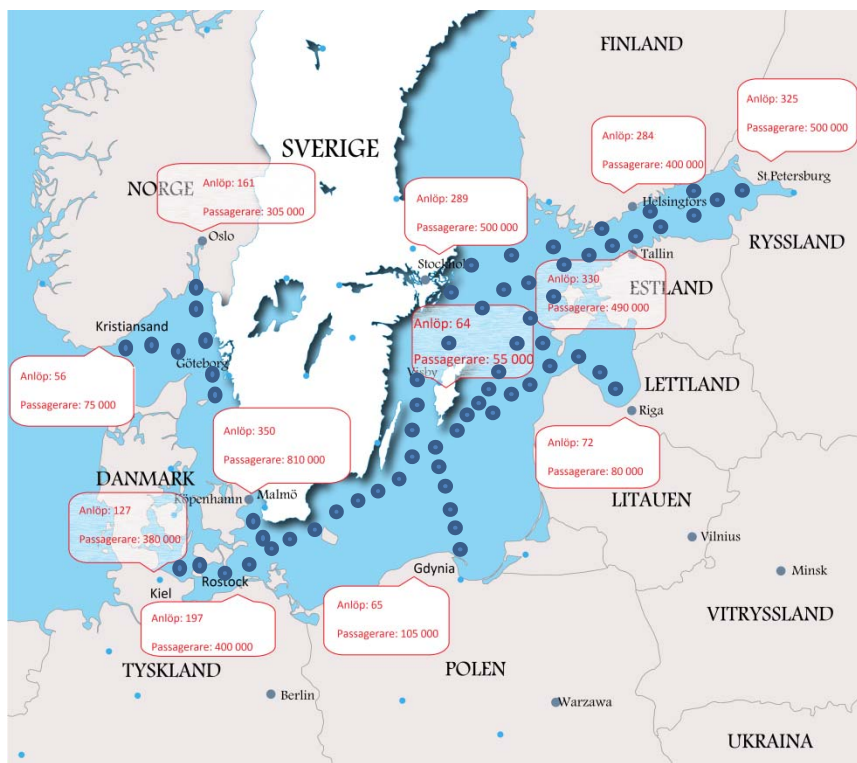 FINLAND
Anlöp: 325
Passagerare: 500 000
Anlöp: 284
Passagerare: 400 000
SVERIGE
St.Petersburg
NORGE
Anlöp: 161
Passagerare: 305 000
Anlöp: 289
Passagerare: 500 000
Helsingfors
Oslo
RYSSLAND
Tallin
Stockhol
Anlöp: 330
Passagerare: 490 000
ESTLAND
Kristiansand
Anlöp: 64
Passagerare: 55 000
Göteborg
Visby
Anlöp: 56
Passagerare: 75 000
LETTLAND
Riga
Anlöp: 350
Passagerare: 810 000
Anlöp: 72
Passagerare: 80 000
DANMARK
Köpenhamn
Malmö
LITAUEN
Anlöp: 127
Passagerare: 380 000
Vilnius
Kiel
Rostock
Gdynia
Minsk
Anlöp: 197
Passagerare: 400 000
Anlöp: 65
Passagerare: 105 000
VITRYSSLAND
TYSKLAND
POLEN
Berlin
Warzawa
UKRAINA